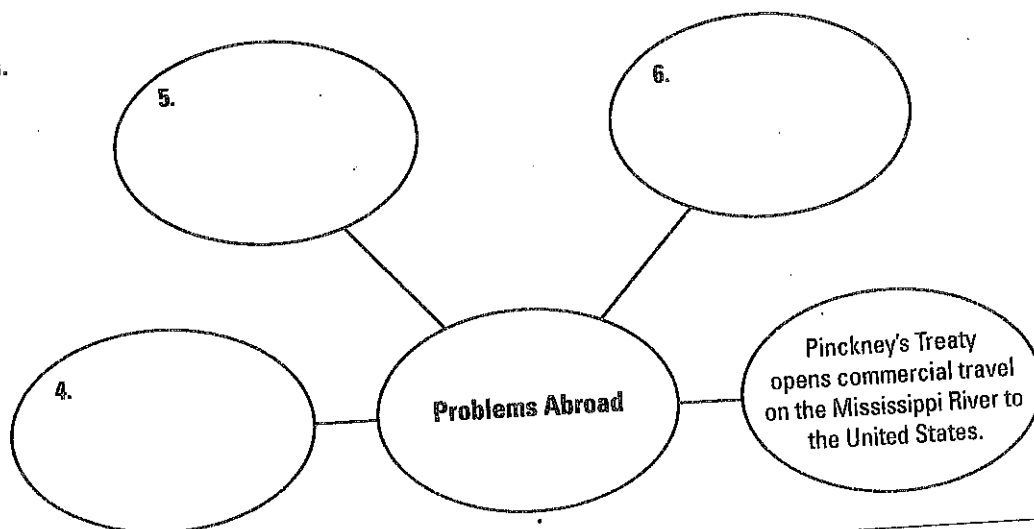 5.
6.
4.
Problems Abroad
Pinckney's Treaty
opens commercial travel
on the Mississippi River to
the United States.